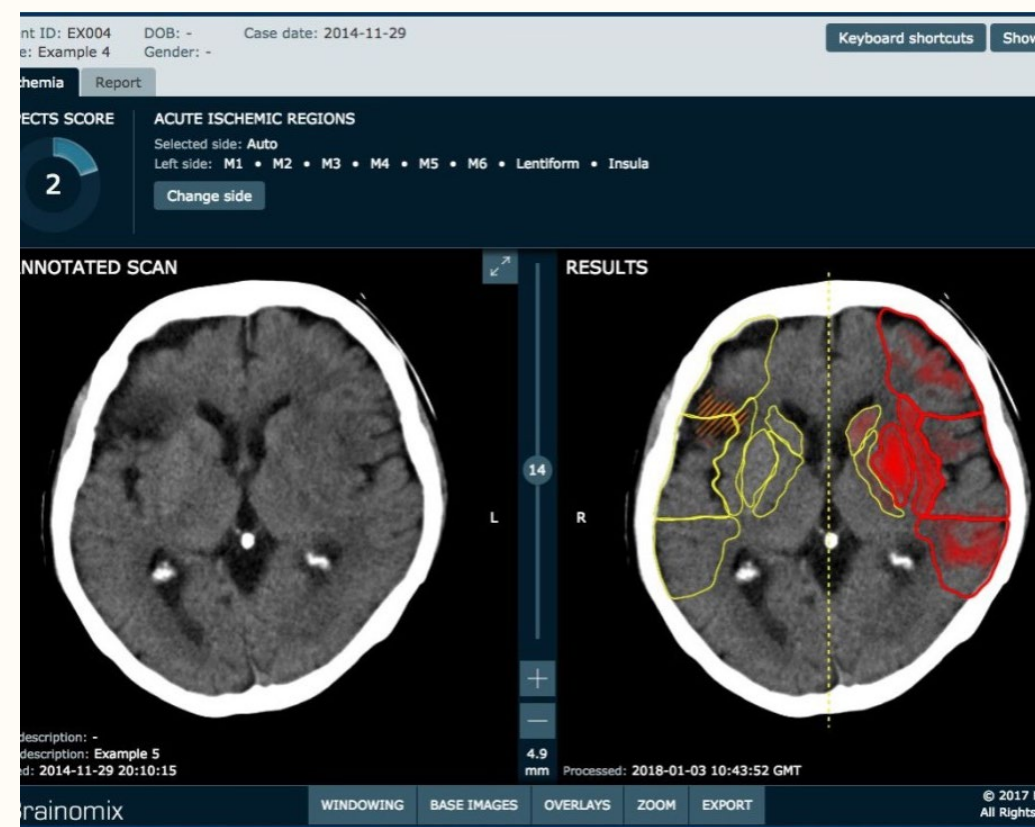 nt ID: EX004 DOB: - Case date: 2014-11-29
e: Example 4 Gender: -
Keyboard shortcuts Show
hemia Report
PECTS SCORE
2
ACUTE ISCHEMIC REGIONS
Selected side: Auto
Left side: M1 • M2 • M3 • M4 • M5 • M6 • Lentiform • Insula
Change side
NNOTATED SCAN
RESULTS
14
L
R
description: -
description: Example 5
ed: 2014-11-29 20:10:15
4.9
mm
Processed: 2018-01-03 10:43:52 GMT
Brainomix
WINDOWING BASE IMAGES OVERLAYS ZOOM EXPORT
© 2017
All Rights